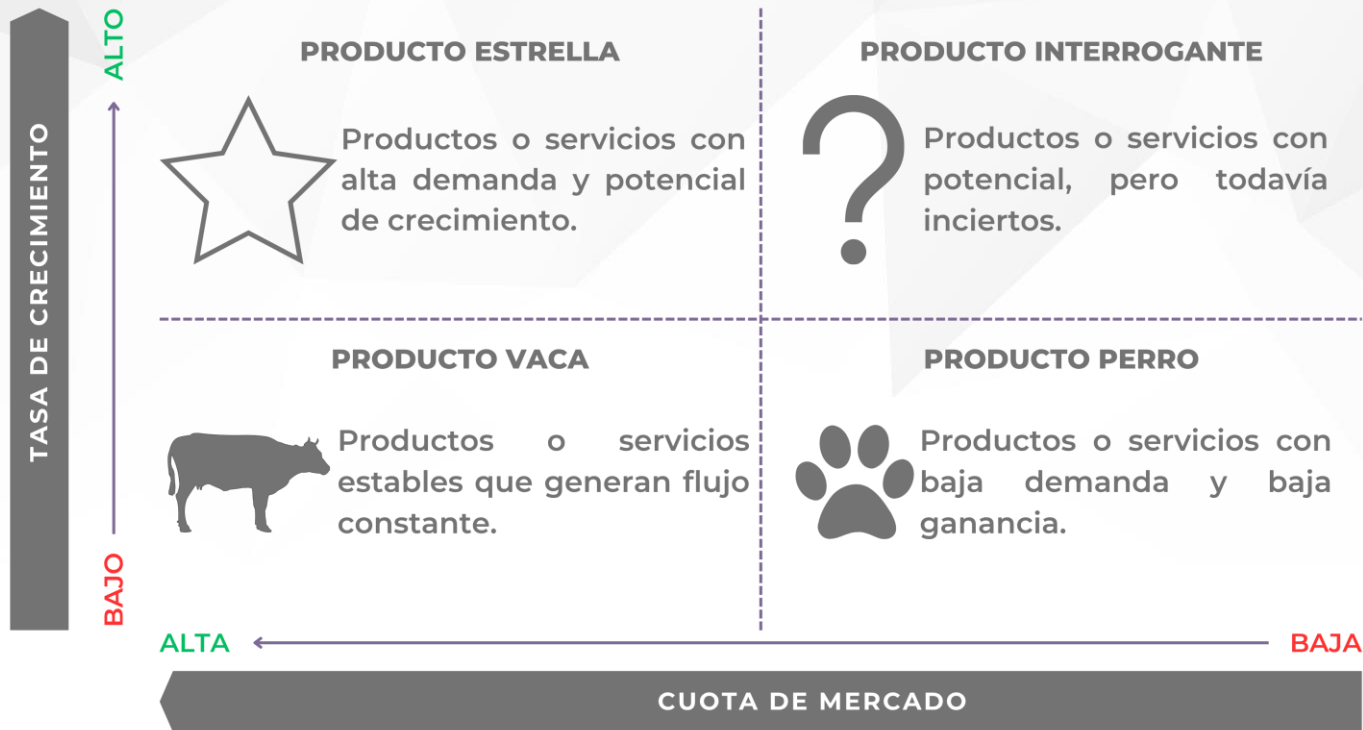 ALTO
TASA DE CRECIMIENTO
BAJO
PRODUCTO ESTRELLA
Productos o servicios con
alta demanda y potencial
de crecimiento.
PRODUCTO INTERROGANTE
?
Productos o servicios con
potencial, pero todavía
inciertos.
PRODUCTO VACA
Productos o servicios
estables que generan flujo
constante.
PRODUCTO PERRO
Productos o servicios con
baja demanda y baja
ganancia.
ALTA
BAJA
CUOTA DE MERCADO